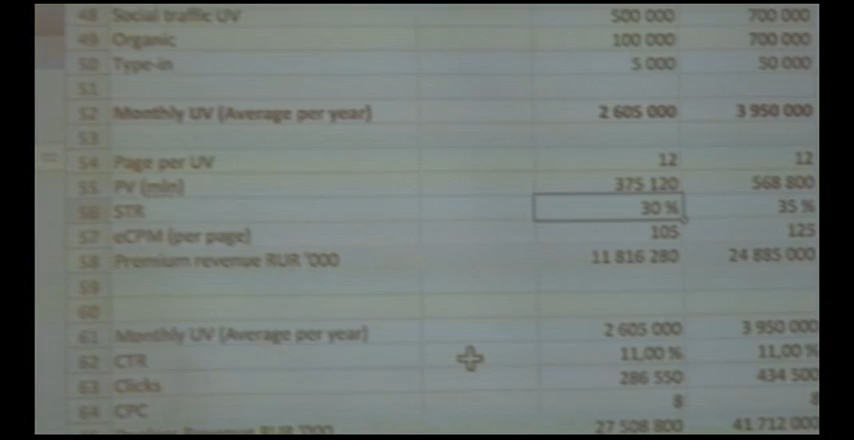 48 Social traffic UV 500 000 700 000
49 Organic 100 000 700 000
50 Type-in 5 000 50 000
51
52 Monthly UV (Average per year) 2 605 000 3 950 000
53
54 Page per UV 12 12
55 PV (mln) 375 120 568 800
56 STR 30 % 35 %
57 eCPM (per page) 105 125
58 Premium revenue RUR '000 11 816 280 24 885 000
59
60
61 Monthly UV (Average per year) 2 605 000 3 950 000
62 CTR 11,00 % 11,00 %
63 Clicks 286 550 434 500
64 CPC 8 8
Revenue RUR '000 27 508 800 41 712 000